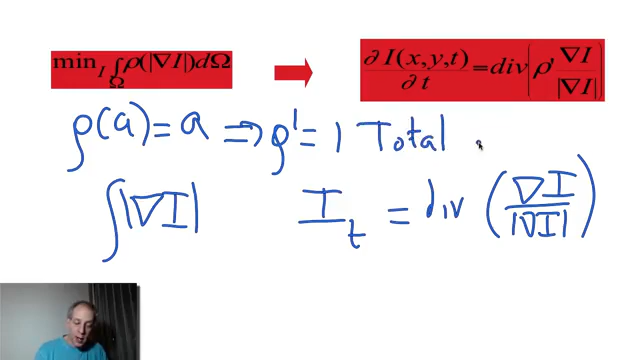 min_I ∫_Ω ρ(|∇I|)dΩ
∂I(x,y,t)/∂t = div(ρ' ∇I/|∇I|)
ρ(a) = a ⇒ ρ' = 1 Total
∫|∇I| I_t = div (∇I/|∇I|)